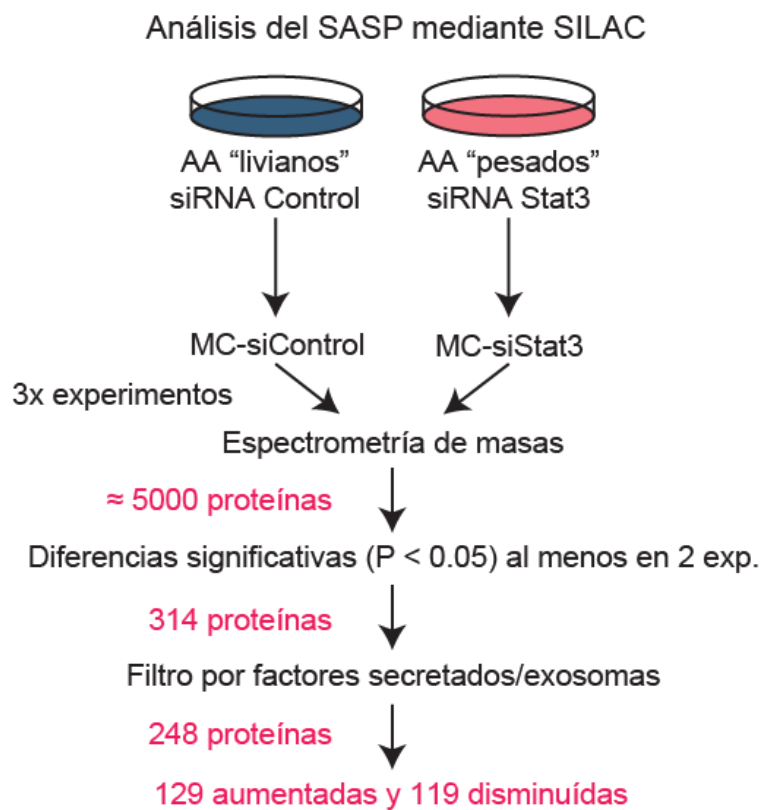 Análisis del SASP mediante SILAC
AA “livianos”
siRNA Control
AA “pesados”
siRNA Stat3
MC-siControl
MC-siStat3
3x experimentos
Espectrometría de masas
≈ 5000 proteínas
Diferencias significativas (P < 0.05) al menos en 2 exp.
314 proteínas
Filtro por factores secretados/exosomas
248 proteínas
129 aumentadas y 119 disminuídas